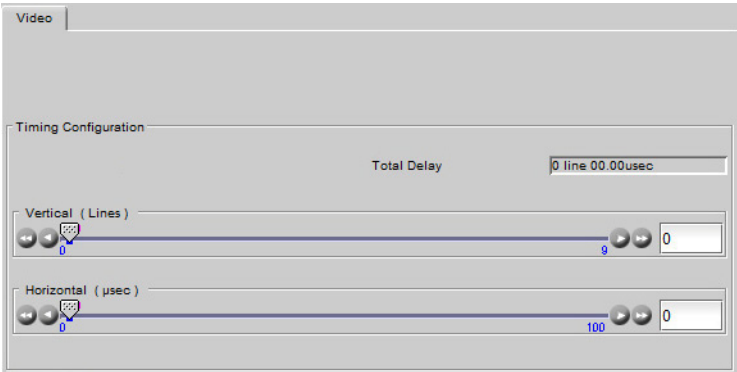 Video
Timing Configuration
Total Delay 0 line 00.00usec
Vertical ( Lines )
0 9 0
Horizontal ( µsec )
0 100 0